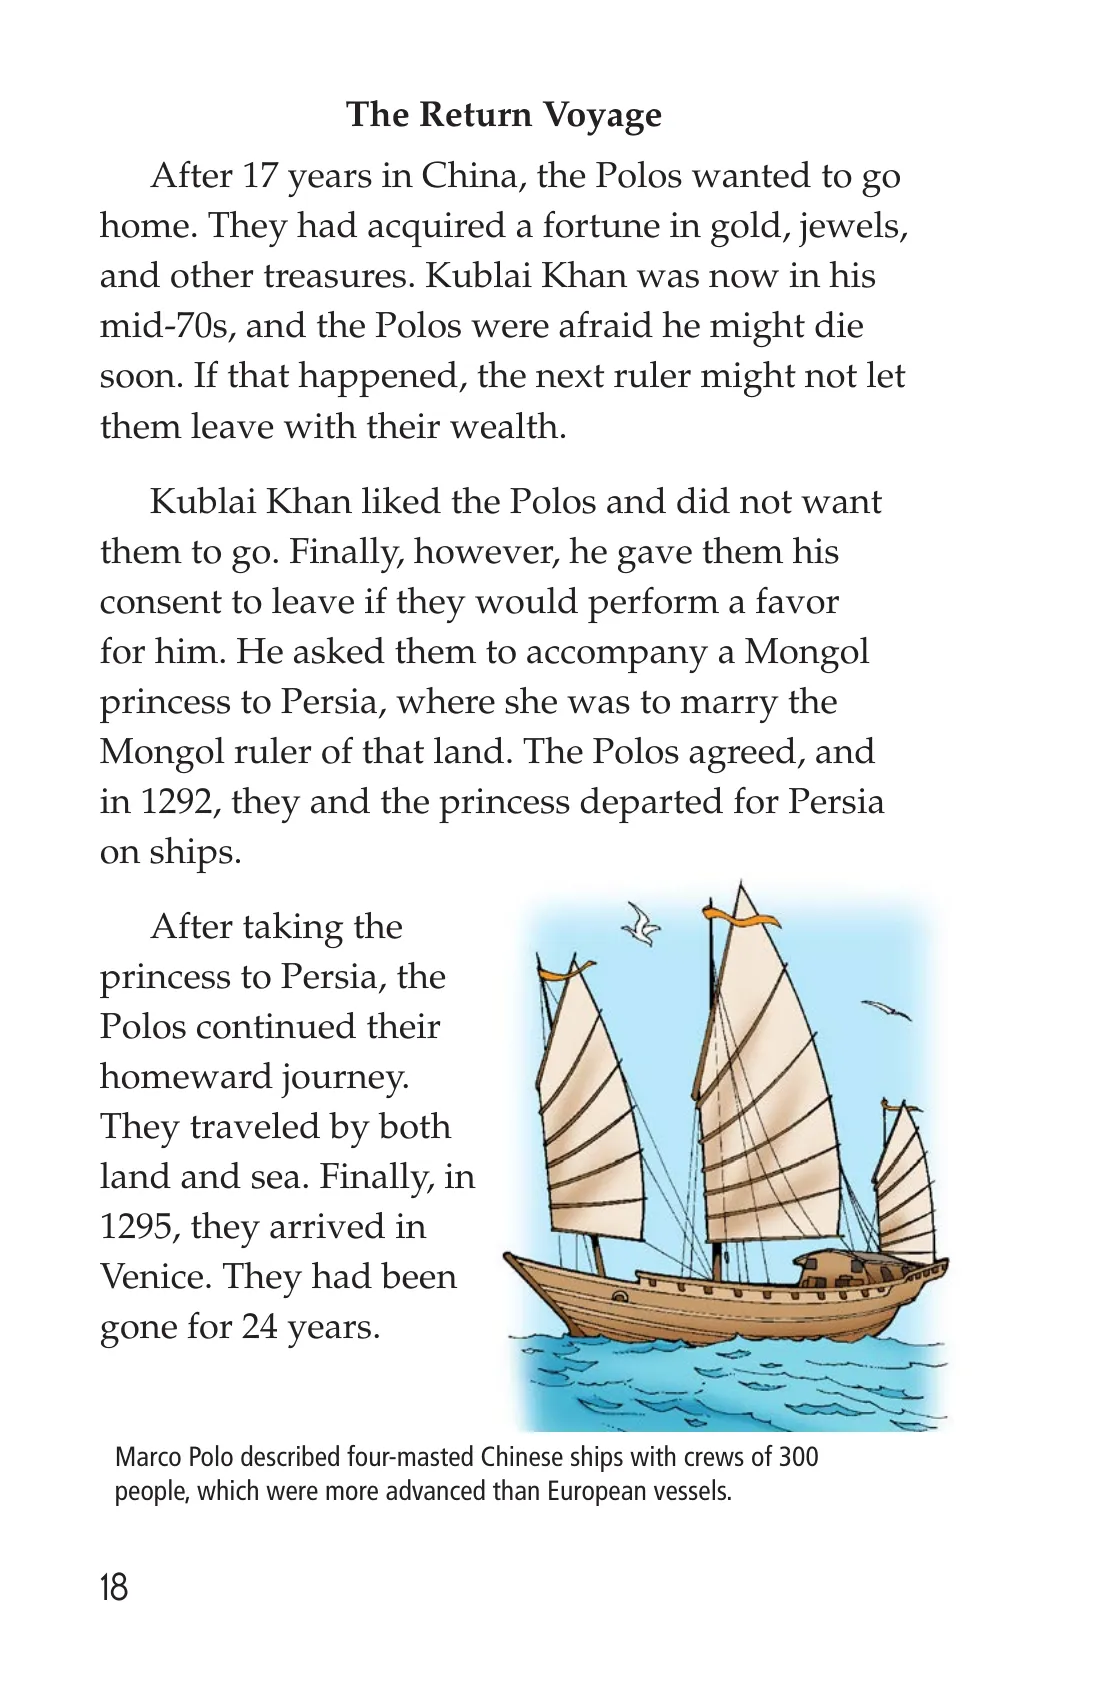 The Return Voyage
After 17 years in China, the Polos wanted to go
home. They had acquired a fortune in gold, jewels,
and other treasures. Kublai Khan was now in his
mid-70s, and the Polos were afraid he might die
soon. If that happened, the next ruler might not let
them leave with their wealth.
Kublai Khan liked the Polos and did not want
them to go. Finally, however, he gave them his
consent to leave if they would perform a favor
for him. He asked them to accompany a Mongol
princess to Persia, where she was to marry the
Mongol ruler of that land. The Polos agreed, and
in 1292, they and the princess departed for Persia
on ships.
After taking the
princess to Persia, the
Polos continued their
homeward journey.
They traveled by both
land and sea. Finally, in
1295, they arrived in
Venice. They had been
gone for 24 years.
Marco Polo described four-masted Chinese ships with crews of 300
people, which were more advanced than European vessels.
18